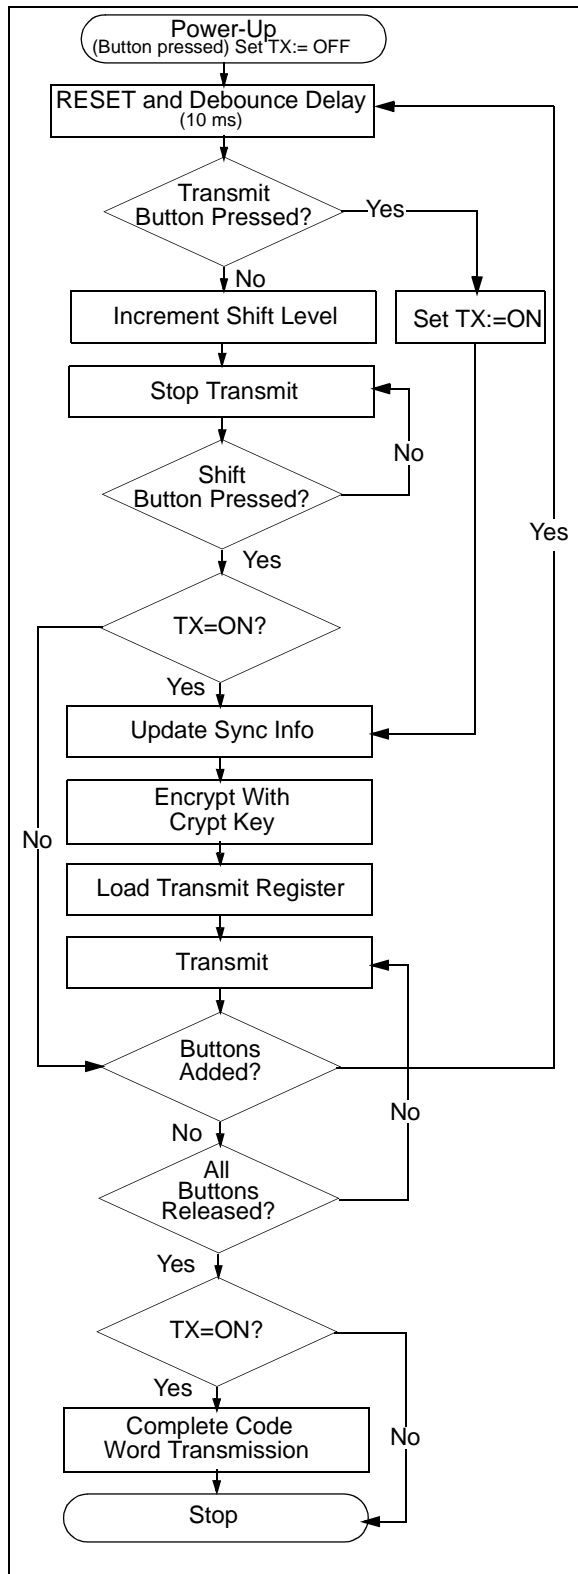 Power-Up
(Button pressed) Set TX:= OFF
RESET and Debounce Delay
(10 ms)
Transmit
Button Pressed?
Yes
No
Increment Shift Level
Set TX:=ON
Stop Transmit
No
Shift
Button Pressed?
Yes
Yes
TX=ON?
Yes
Update Sync Info
Encrypt With
Crypt Key
No
Load Transmit Register
Transmit
Buttons
Added?
No
No
All
Buttons
Released?
Yes
TX=ON?
Yes
Complete Code
Word Transmission
No
Stop